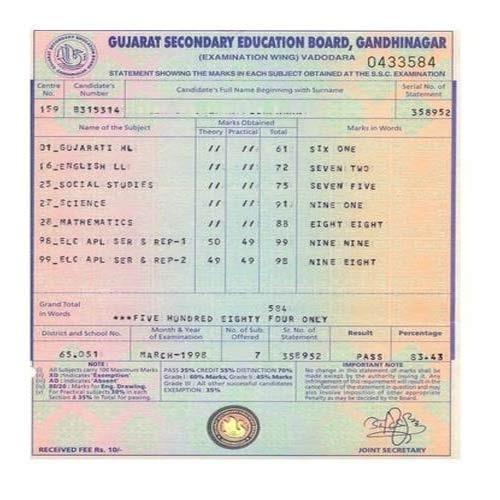 GUJARAT SECONDARY EDUCATION BOARD, GANDHINAGAR
(EXAMINATION WING) VADODARA 0433584
STATEMENT SHOWING THE MARKS IN EACH SUBJECT OBTAINED AT THE S.S.C. EXAMINATION
Centre No. Candidate's Number Candidate's Full Name Beginning with Surname Serial No. of Statement
159 B315314 358952
Name of the Subject Marks Obtained Marks in Words
Theory Practical Total
01_GUJARATI HL // // 61 SIX ONE
16_ENGLISH LL // // 72 SEVEN TWO
25_SOCIAL STUDIES // // 75 SEVEN FIVE
27_SCIENCE // // 91 NINE ONE
28_MATHEMATICS // // 88 EIGHT EIGHT
98_ELC APL SER & REP-1 50 49 99 NINE NINE
99_ELC APL SER & REP-2 49 49 98 NINE EIGHT
Grand Total 584
in Words ***FIVE HUNDRED EIGHTY FOUR ONLY
District and School No. Month & Year of Examination No. of Sub. Offered Sr. No. of Statement Result Percentage
65.051 MARCH-1998 7 358952 PASS 83.43
NOTE :
All Subjects carry 100 Maximum Marks
XD :Indicates 'Exemption'
AD :Indicates 'Absent'
80/20 : Marks for Eng. Drawing.
For Practical subjects 30% in each Section & 35% in Total for passing.
PASS 35% CREDIT 55% DISTINCTION 70%
Grade I : 60% Marks, Grade II : 45% Marks
Grade III : All other successful candidates
EXEMPTION : 35%
IMPORTANT NOTE
No change in this statement of marks shall be made except by the authority issuing it. Any infringement of this requirement will result in the cancellation of the statement in question and may also involve imposition of other appropriate Penalty as may be decided by the Board.
RECEIVED FEE Rs. 10/-
JOINT SECRETARY